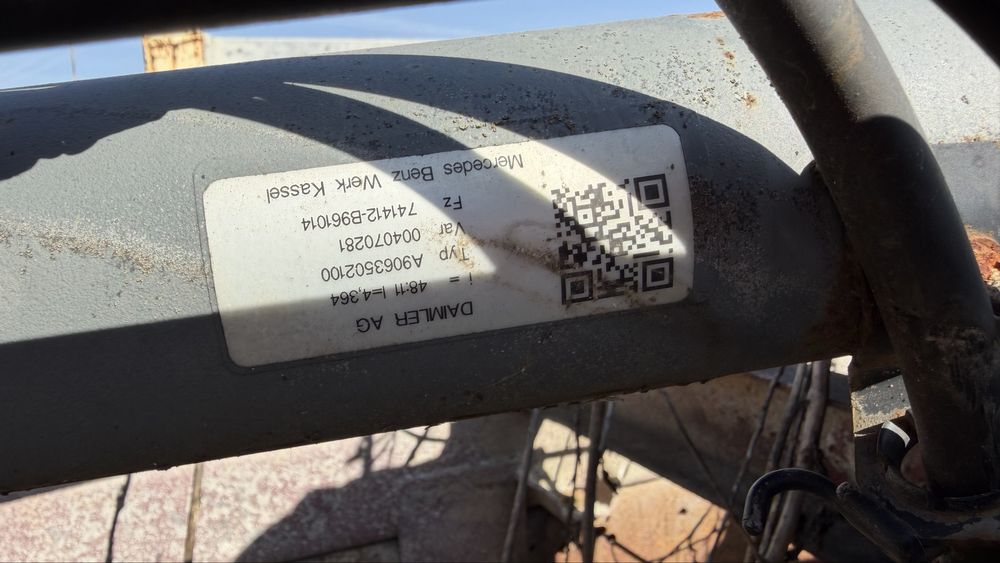 DAIMLER AG
i = 48:11 I=4,364
Typ A9063502100
Var 004070281
Fz 741412-B961014
Mercedes Benz Werk Kassel